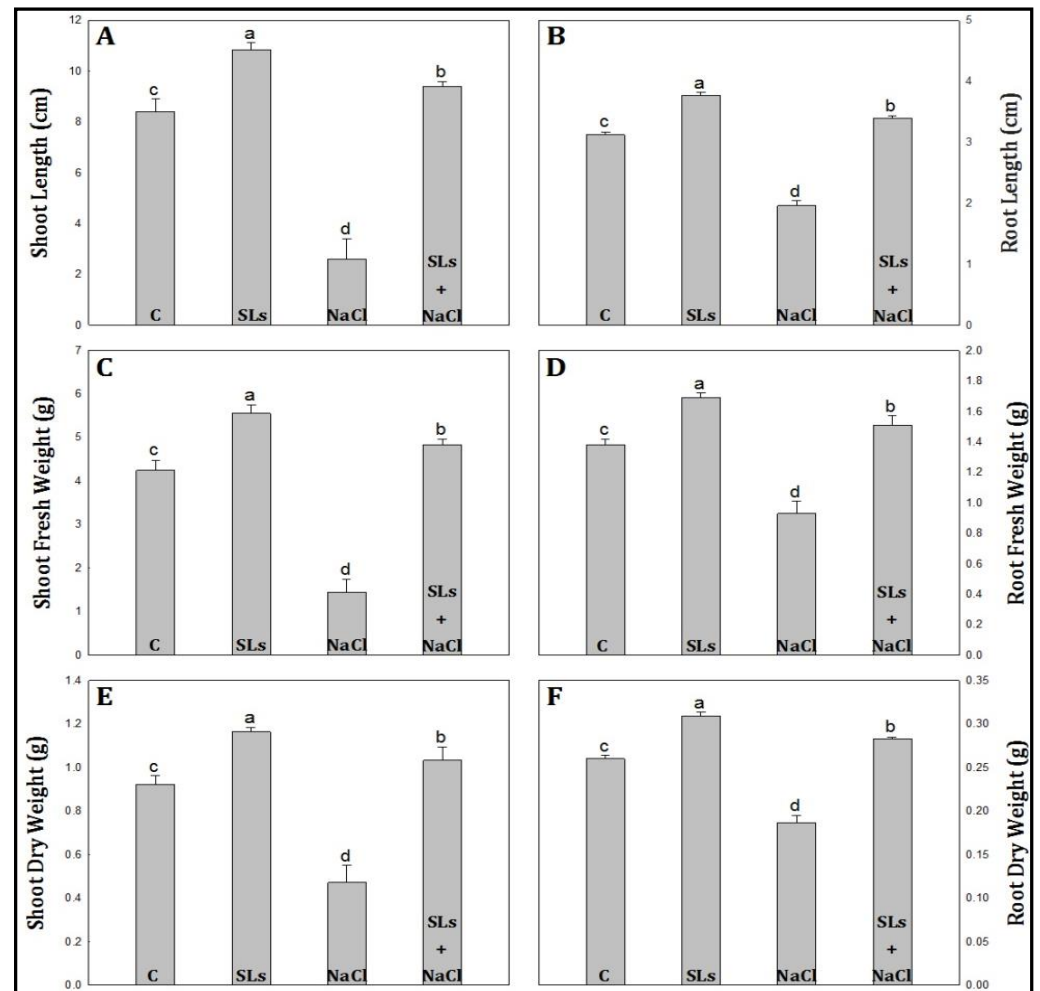 A
Shoot Length (cm)
12
10
8
6
4
2
0
c
a
d
b
C
SLs
NaCl
SLs
+
NaCl
B
Root Length (cm)
5
4
3
2
1
0
c
a
d
b
C
SLs
NaCl
SLs
+
NaCl
C
Shoot Fresh Weight (g)
7
6
5
4
3
2
1
0
c
a
d
b
C
SLs
NaCl
SLs
+
NaCl
D
Root Fresh Weight (g)
2.0
1.8
1.6
1.4
1.2
1.0
0.8
0.6
0.4
0.2
0.0
c
a
d
b
C
SLs
NaCl
SLs
+
NaCl
E
Shoot Dry Weight (g)
1.4
1.2
1.0
0.8
0.6
0.4
0.2
0.0
c
a
d
b
C
SLs
NaCl
SLs
+
NaCl
F
Root Dry Weight (g)
0.35
0.30
0.25
0.20
0.15
0.10
0.05
0.00
c
a
d
b
C
SLs
NaCl
SLs
+
NaCl